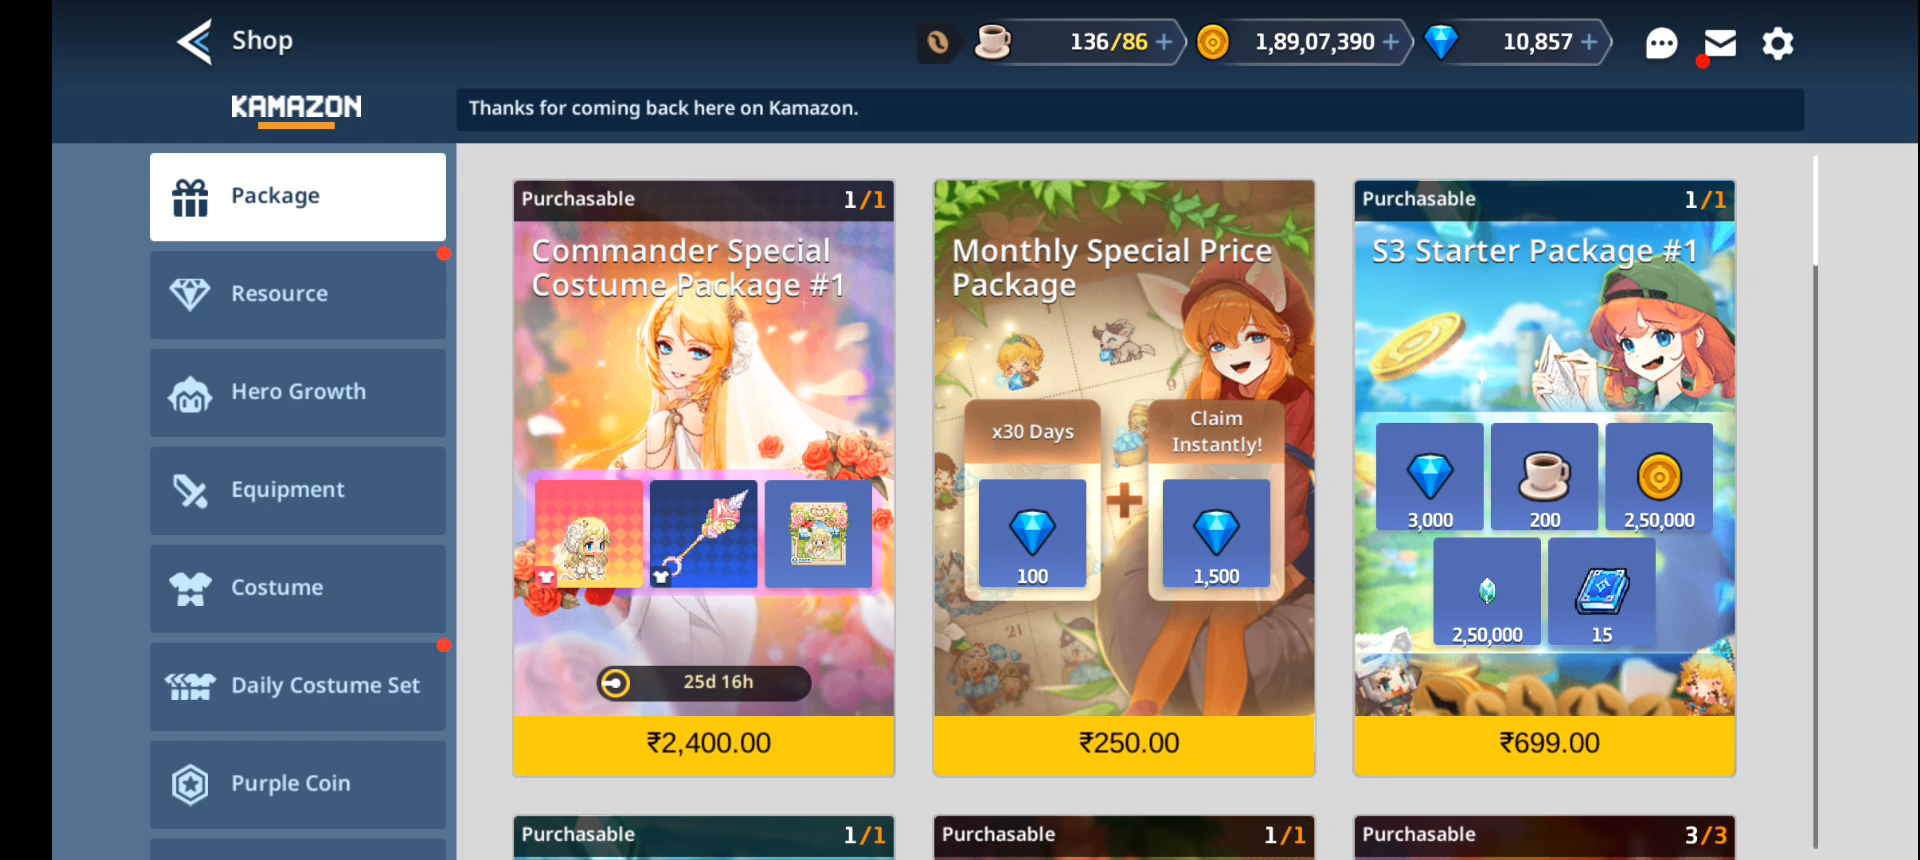 Shop
136/86
1,89,07,390
10,857
KAMAZON
Thanks for coming back here on Kamazon.
Package
Resource
Hero Growth
Equipment
Costume
Daily Costume Set
Purple Coin
Purchasable 1/1
Commander Special
Costume Package #1
25d 16h
₹2,400.00
Monthly Special Price
Package
x30 Days
100
Claim
Instantly!
1,500
9
21
₹250.00
Purchasable 1/1
S3 Starter Package #1
3,000
200
2,50,000
2,50,000
15
₹699.00
Purchasable 1/1
Purchasable 1/1
Purchasable 3/3